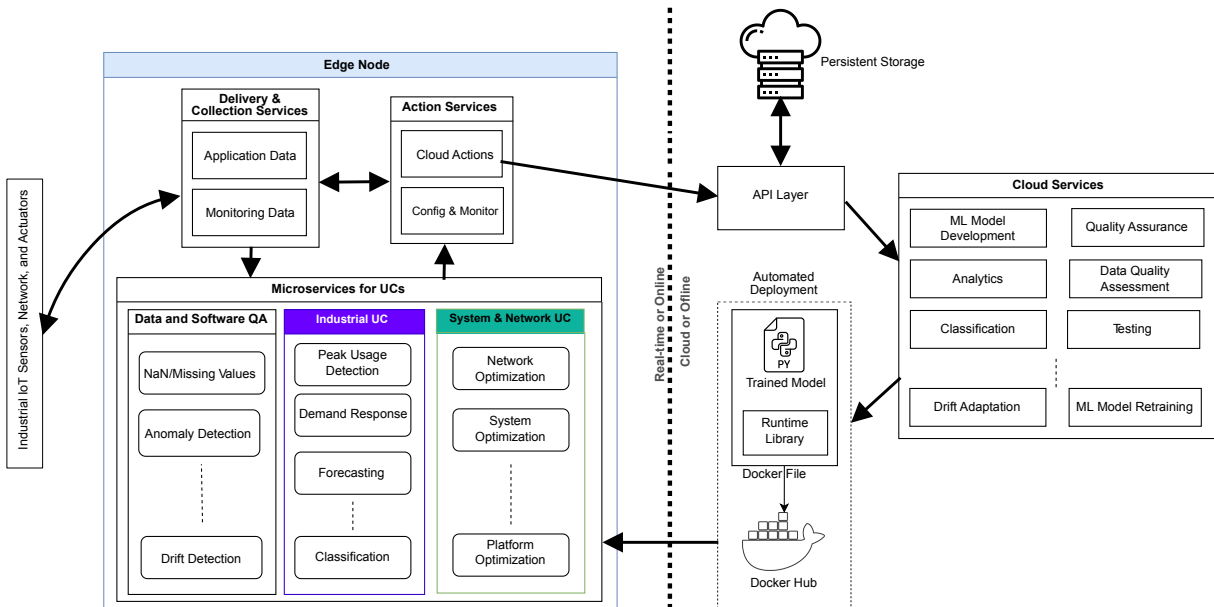 Industrial IoT Sensors, Network, and Actuators
Edge Node
Delivery &
Collection Services
Application Data
Monitoring Data
Action Services
Cloud Actions
Config & Monitor
Microservices for UCs
Data and Software QA
NaN/Missing Values
Anomaly Detection
Drift Detection
Industrial UC
Peak Usage
Detection
Demand Response
Forecasting
Classification
System & Network UC
Network
Optimization
System
Optimization
Platform
Optimization
Real-time or Online
Cloud or Ofline
Persistent Storage
API Layer
Automated
Deployment
PY
Trained Model
Runtime
Library
Docker File
Docker Hub
Cloud Services
ML Model
Development
Quality Assurance
Analytics
Data Quality
Assessment
Classification
Testing
Drift Adaptation
ML Model Retraining